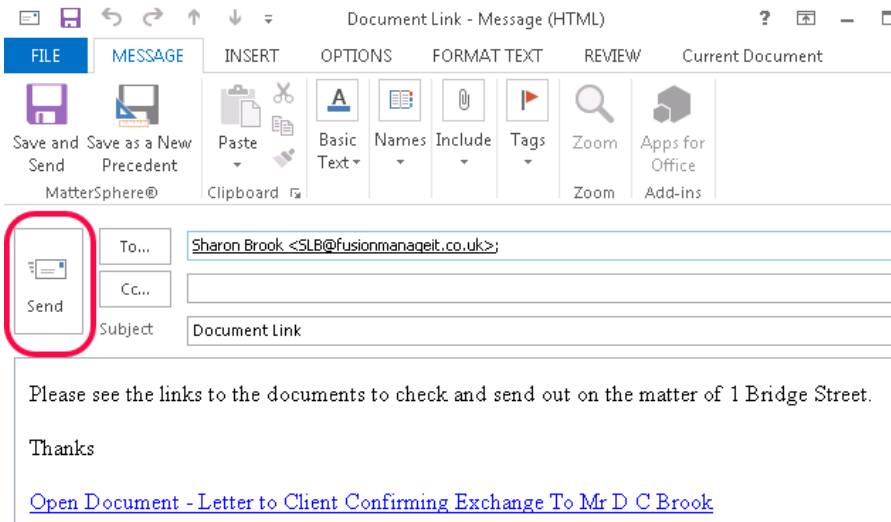 Document Link - Message (HTML)
?
FILE MESSAGE INSERT OPTIONS FORMAT TEXT REVIEW Current Document
Save and Send
Save as a New Precedent
MatterSphere®
Paste
Clipboard
A
Basic Text
Names
Include
Tags
Zoom
Zoom
Apps for Office
Add-ins
Send
To...
Sharon Brook <SLB@fusionmanageit.co.uk>;
Cc...
Subject
Document Link
Please see the links to the documents to check and send out on the matter of 1 Bridge Street.
Thanks
Open Document - Letter to Client Confirming Exchange To Mr D C Brook